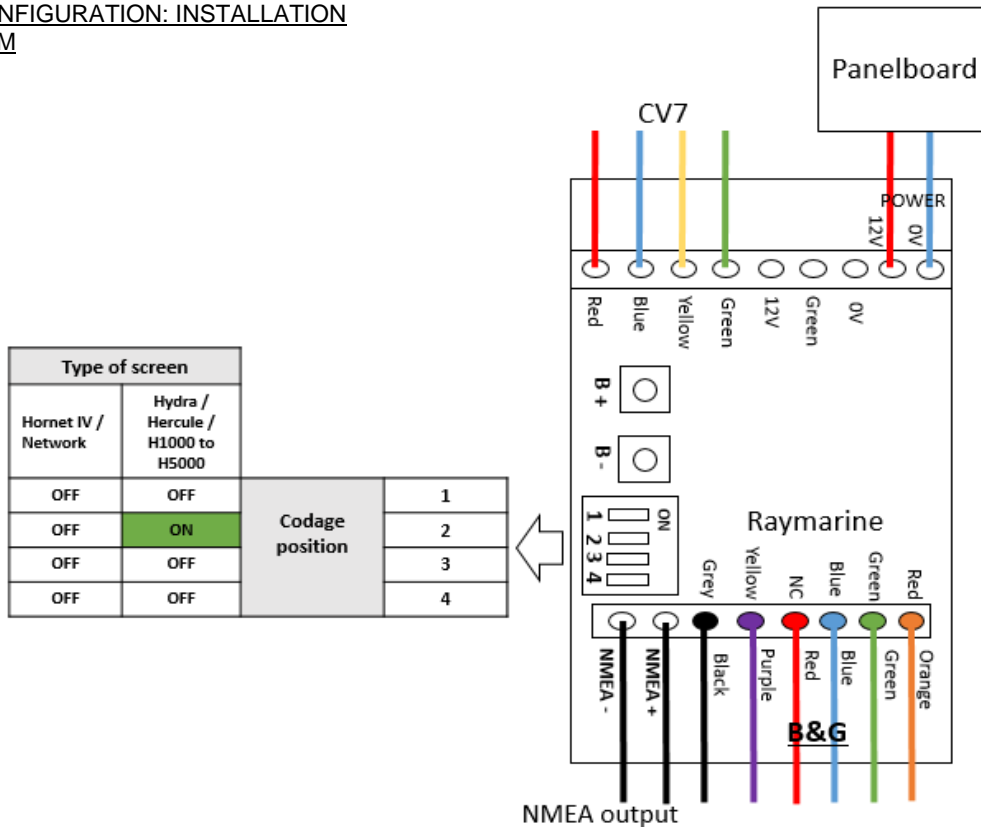 NFIGURATION: INSTALLATION
M
Panelboard
CV7
POWER
12V
0V
Red
Blue
Yellow
Green
12V
Green
0V
B +
B -
ON
1
2
3
4
Raymarine
Grey
Yellow
NC
Blue
Green
Red
NMEA -
NMEA +
Black
Purple
Red
Blue
Green
Orange
B&G
NMEA output
Type of screen
Hornet IV /
Network
Hydra /
Hercule /
H1000 to
H5000
OFF OFF 1
OFF ON 2
Codage
position
OFF OFF 3
OFF OFF 4